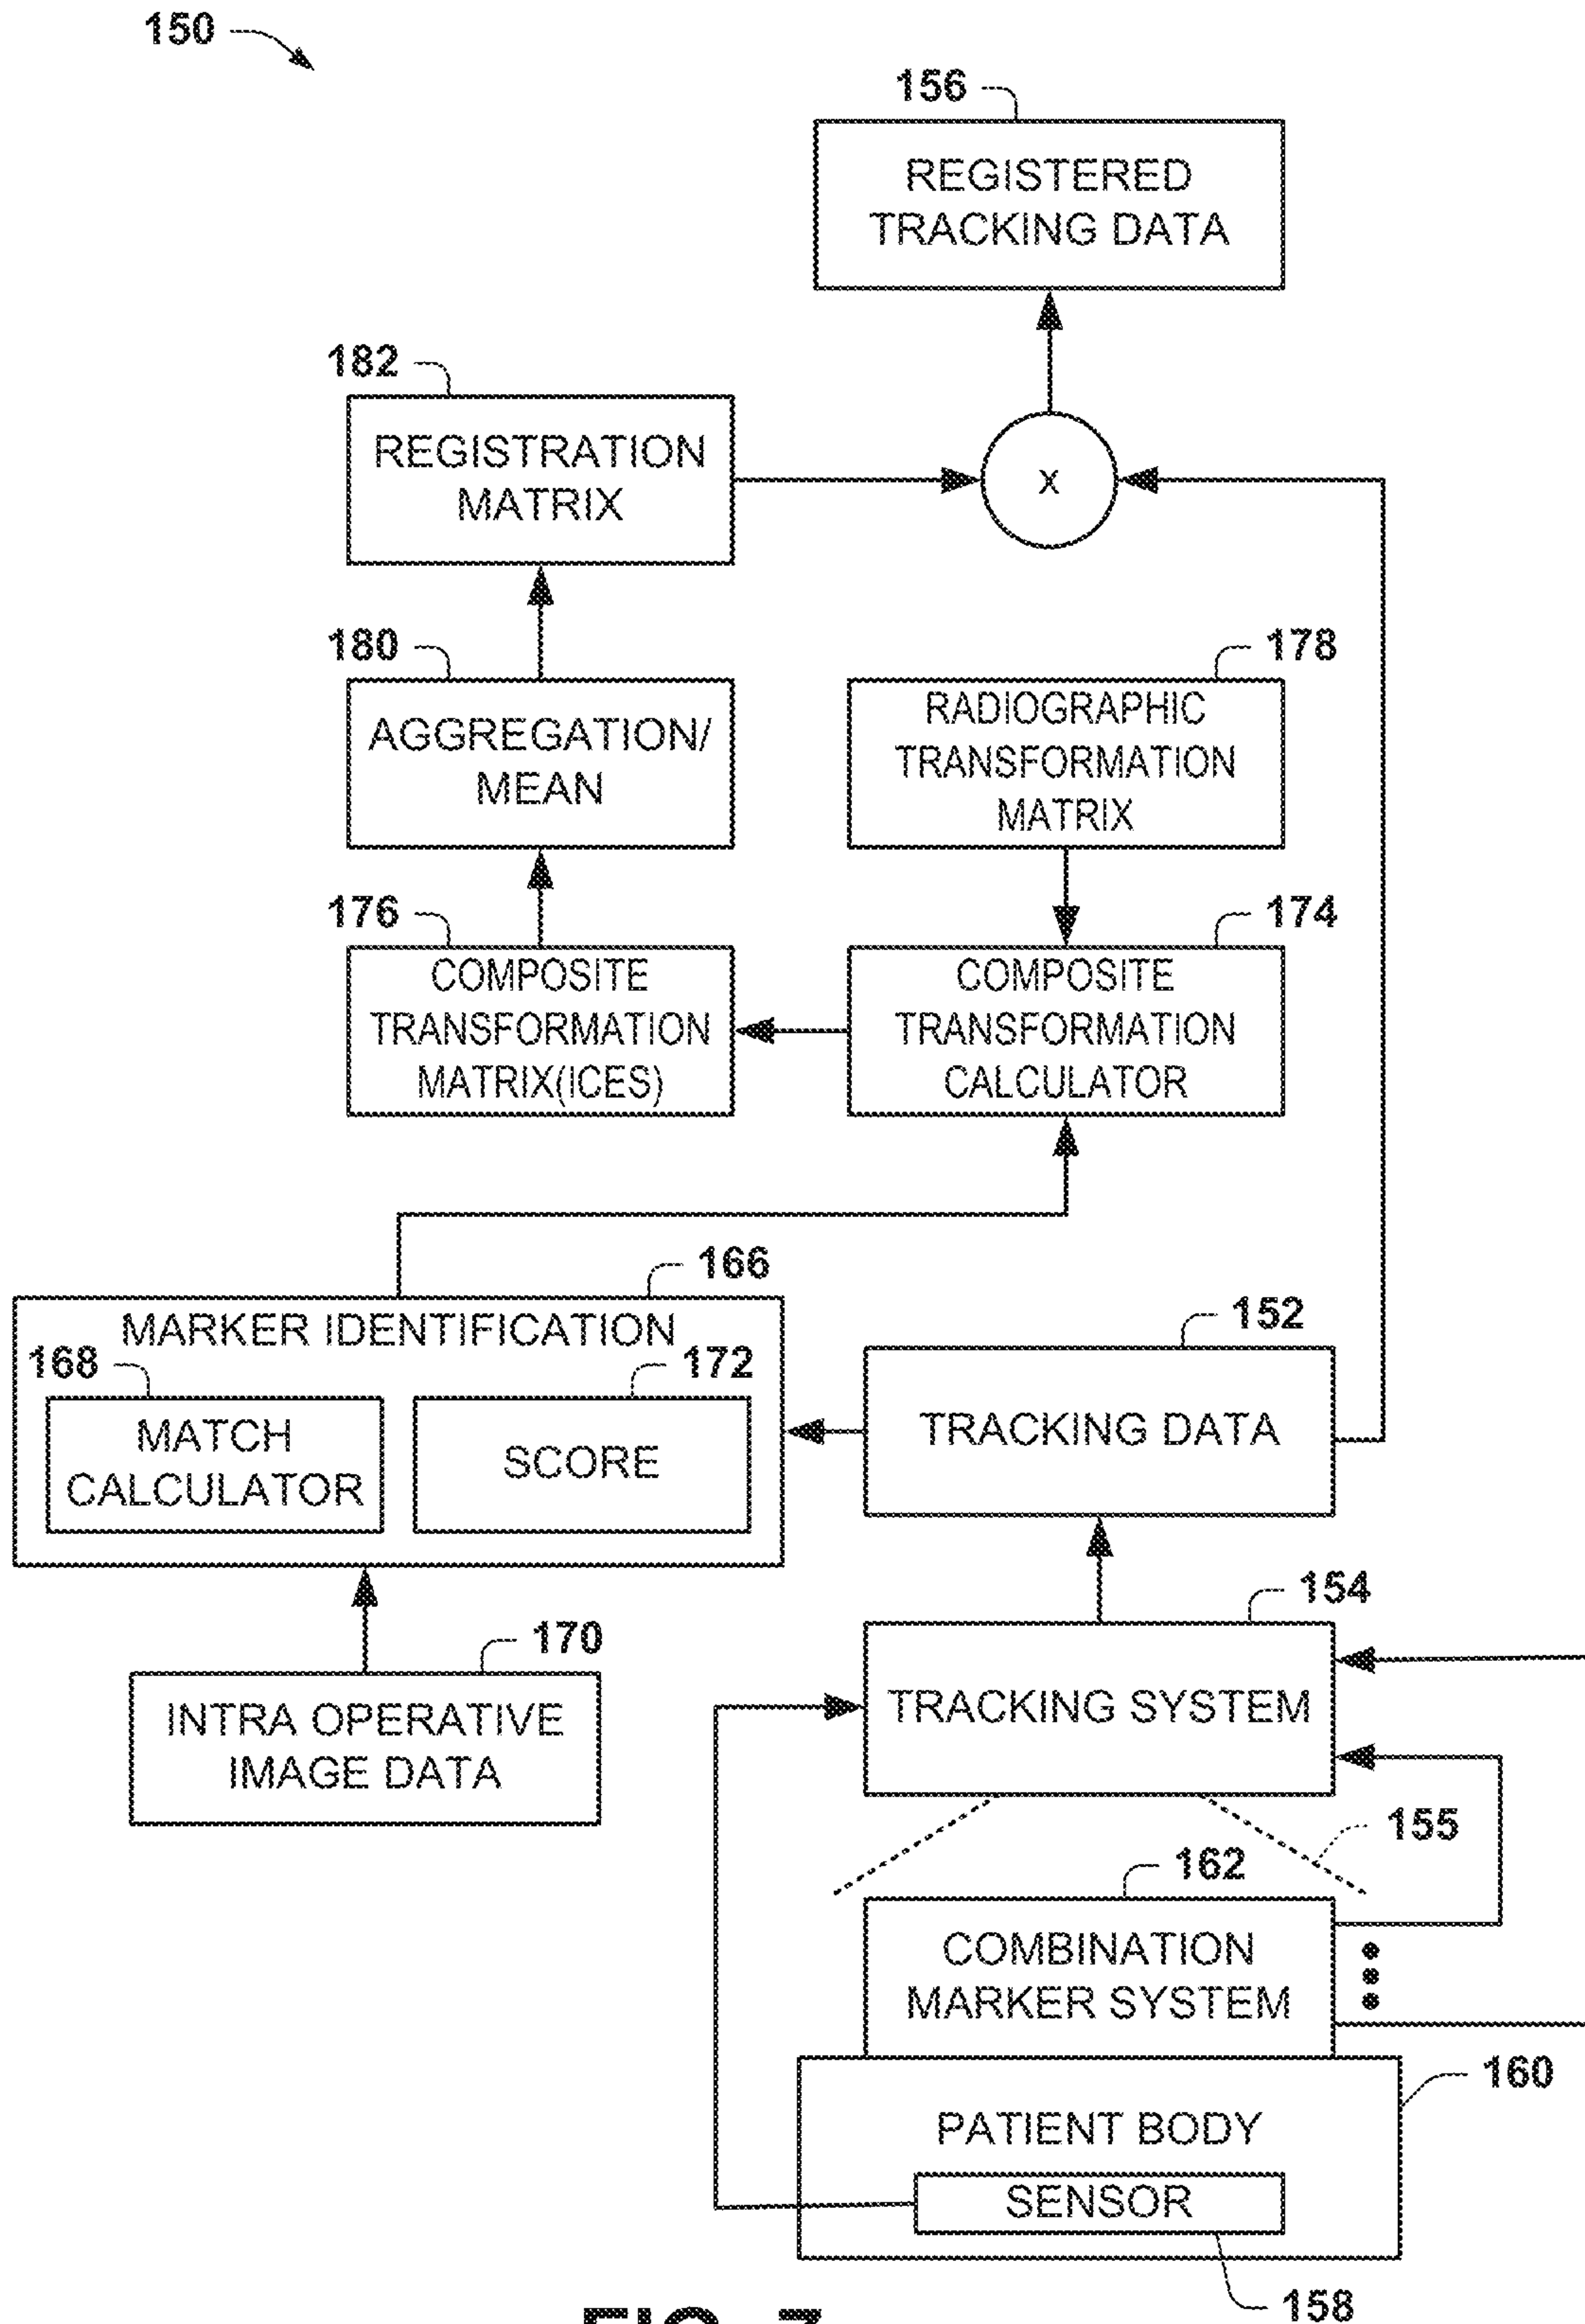 150
156
REGISTERED
TRACKING DATA
182
REGISTRATION
MATRIX
X
180
AGGREGATION/
MEAN
178
RADIOGRAPHIC
TRANSFORMATION
MATRIX
176
COMPOSITE
TRANSFORMATION
MATRIX(ICES)
174
COMPOSITE
TRANSFORMATION
CALCULATOR
166
MARKER IDENTIFICATION
168
MATCH
CALCULATOR
172
SCORE
152
TRACKING DATA
170
INTRA OPERATIVE
IMAGE DATA
154
TRACKING SYSTEM
155
162
COMBINATION
MARKER SYSTEM
160
PATIENT BODY
SENSOR
158